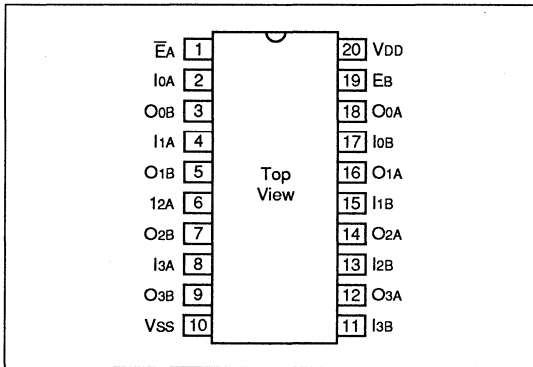 E̅A 1 20 VDD
I0A 2 19 EB
O0B 3 18 O0A
I1A 4 17 I0B
O1B 5 16 O1A
12A 6 15 I1B
O2B 7 14 O2A
I3A 8 13 I2B
O3B 9 12 O3A
VSS 10 11 I3B
Top
View